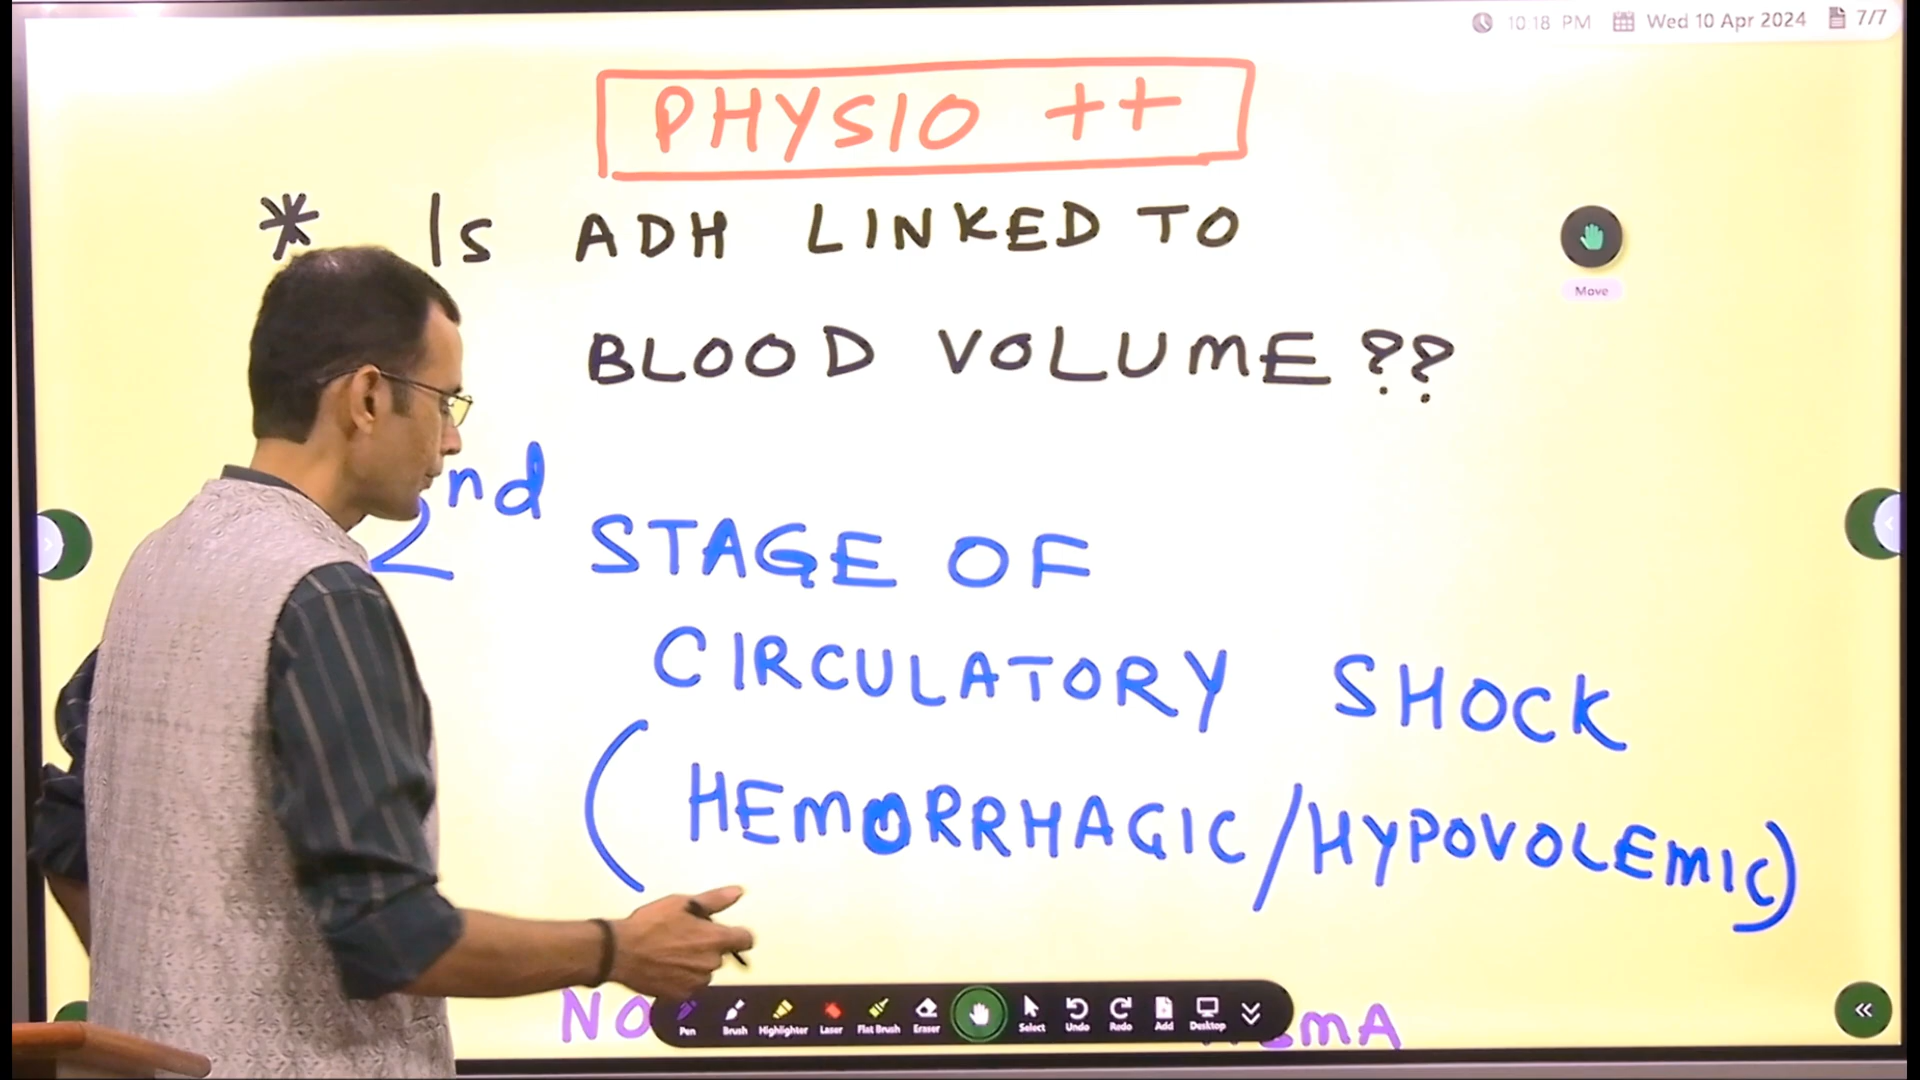 10:18 PM Wed 10 Apr 2024 7/7
PHYSIO ++
* Is ADH LINKED TO
BLOOD VOLUME ??
Move
2nd STAGE OF
CIRCULATORY SHOCK
(HEMORRHAGIC/HYPOVOLEMIC)
NO
Pen Brush Highlighter Laser Flat Brush Eraser Select Undo Redo Add Desktop